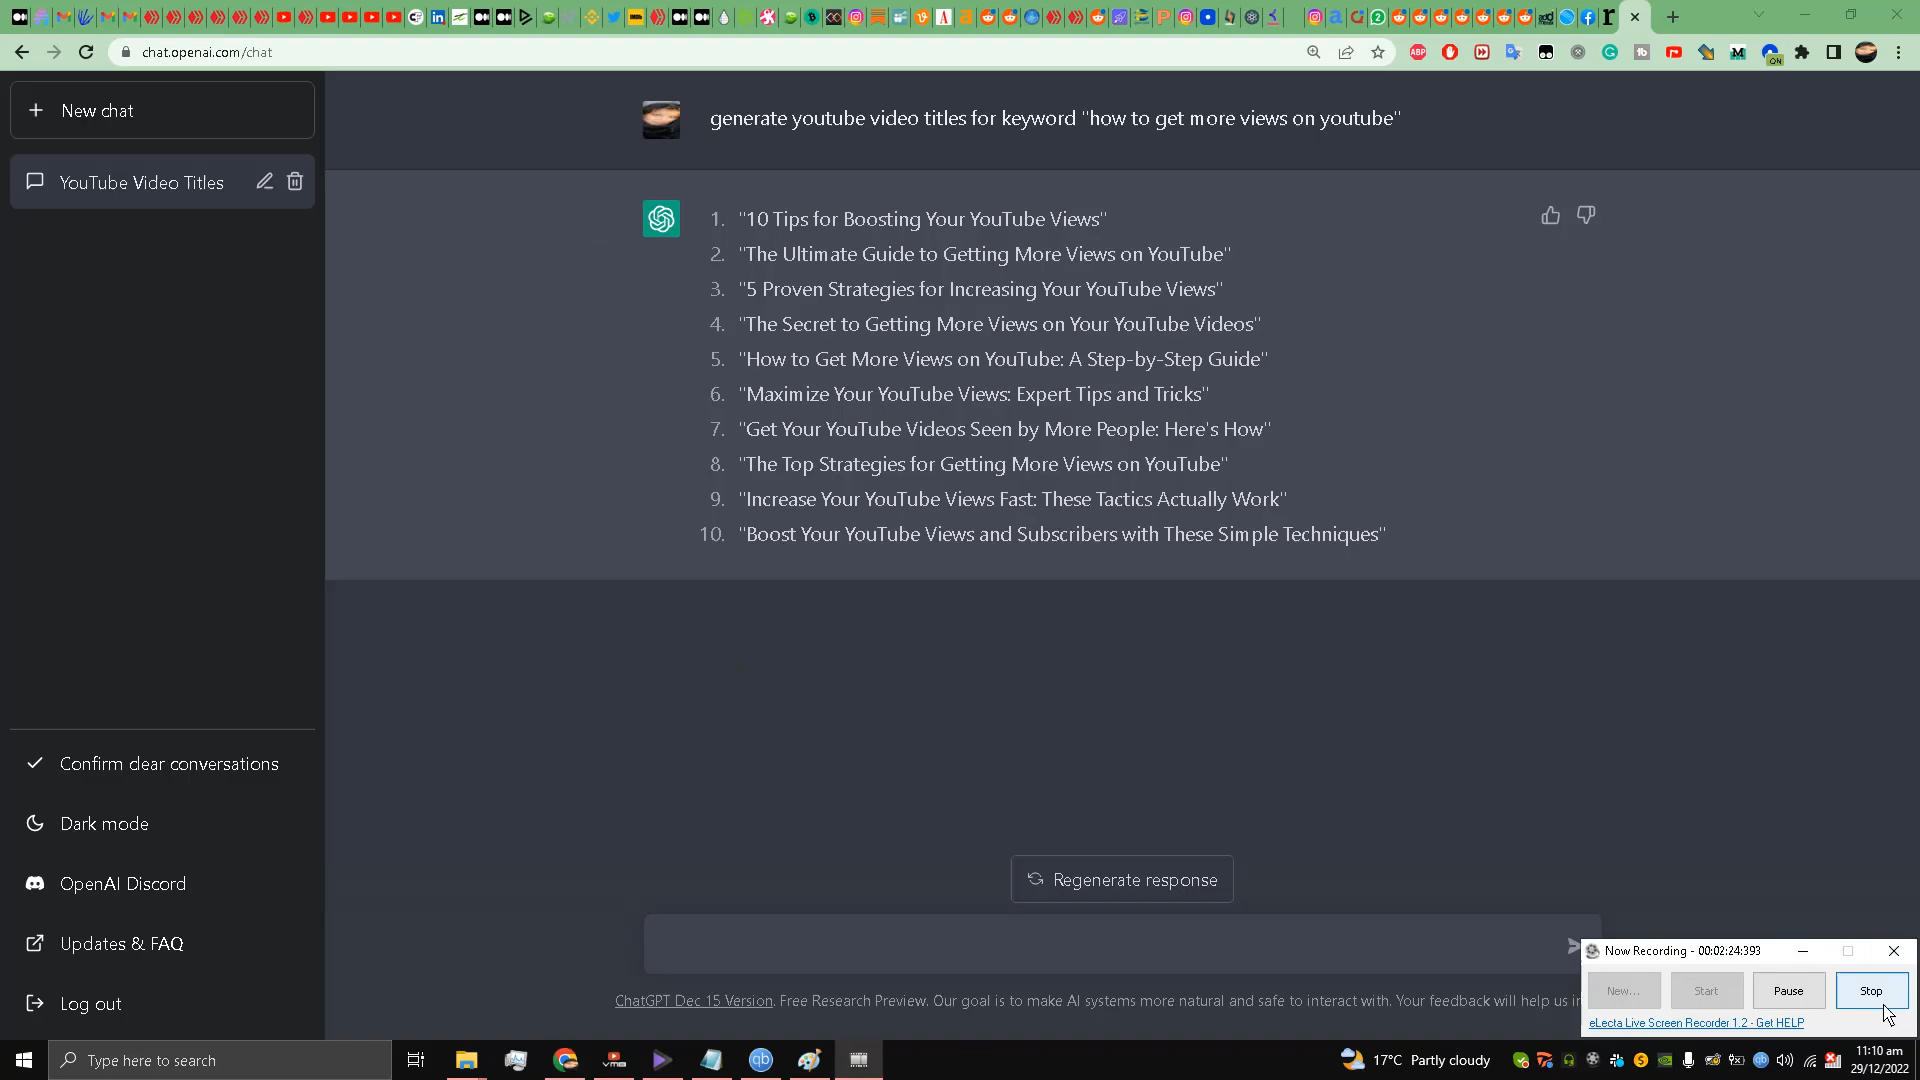 chat.openai.com/chat
ABP
ON
New chat
generate youtube video titles for keyword "how to get more views on youtube"
YouTube Video Titles
1. "10 Tips for Boosting Your YouTube Views"
2. "The Ultimate Guide to Getting More Views on YouTube"
3. "5 Proven Strategies for Increasing Your YouTube Views"
4. "The Secret to Getting More Views on Your YouTube Videos"
5. "How to Get More Views on YouTube: A Step-by-Step Guide"
6. "Maximize Your YouTube Views: Expert Tips and Tricks"
7. "Get Your YouTube Videos Seen by More People: Here's How"
8. "The Top Strategies for Getting More Views on YouTube"
9. "Increase Your YouTube Views Fast: These Tactics Actually Work"
10. "Boost Your YouTube Views and Subscribers with These Simple Techniques"
Confirm clear conversations
Dark mode
OpenAI Discord
Updates & FAQ
Log out
Regenerate response
ChatGPT Dec 15 Version. Free Research Preview. Our goal is to make AI systems more natural and safe to interact with. Your feedback will help us
Now Recording - 00:02:24:393
New...
Start
Pause
Stop
eLecta Live Screen Recorder 1.2 - Get HELP
Type here to search
qb
17°C Partly cloudy
11:10 am
29/12/2022